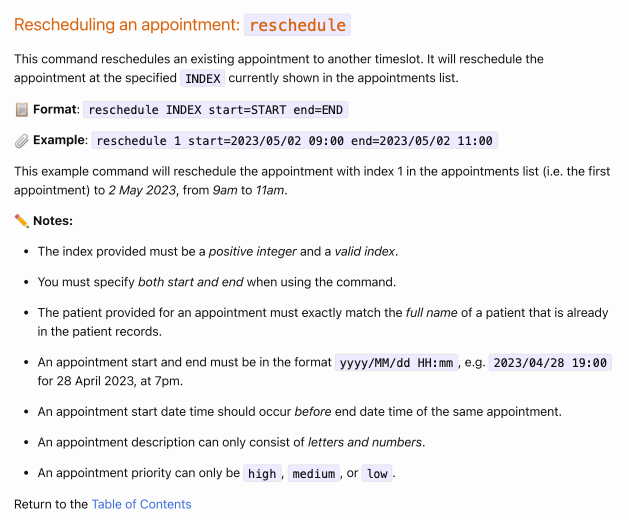 Rescheduling an appointment: reschedule
This command reschedules an existing appointment to another timeslot. It will reschedule the
appointment at the specified INDEX currently shown in the appointments list.
Format: reschedule INDEX start=START end=END
Example: reschedule 1 start=2023/05/02 09:00 end=2023/05/02 11:00
This example command will reschedule the appointment with index 1 in the appointments list (i.e. the first
appointment) to 2 May 2023, from 9am to 11am.
Notes:
• The index provided must be a positive integer and a valid index.
• You must specify both start and end when using the command.
• The patient provided for an appointment must exactly match the full name of a patient that is already
in the patient records.
• An appointment start and end must be in the format yyyy/MM/dd HH:mm, e.g. 2023/04/28 19:00
for 28 April 2023, at 7pm.
• An appointment start date time should occur before end date time of the same appointment.
• An appointment description can only consist of letters and numbers.
• An appointment priority can only be high, medium, or low.
Return to the Table of Contents